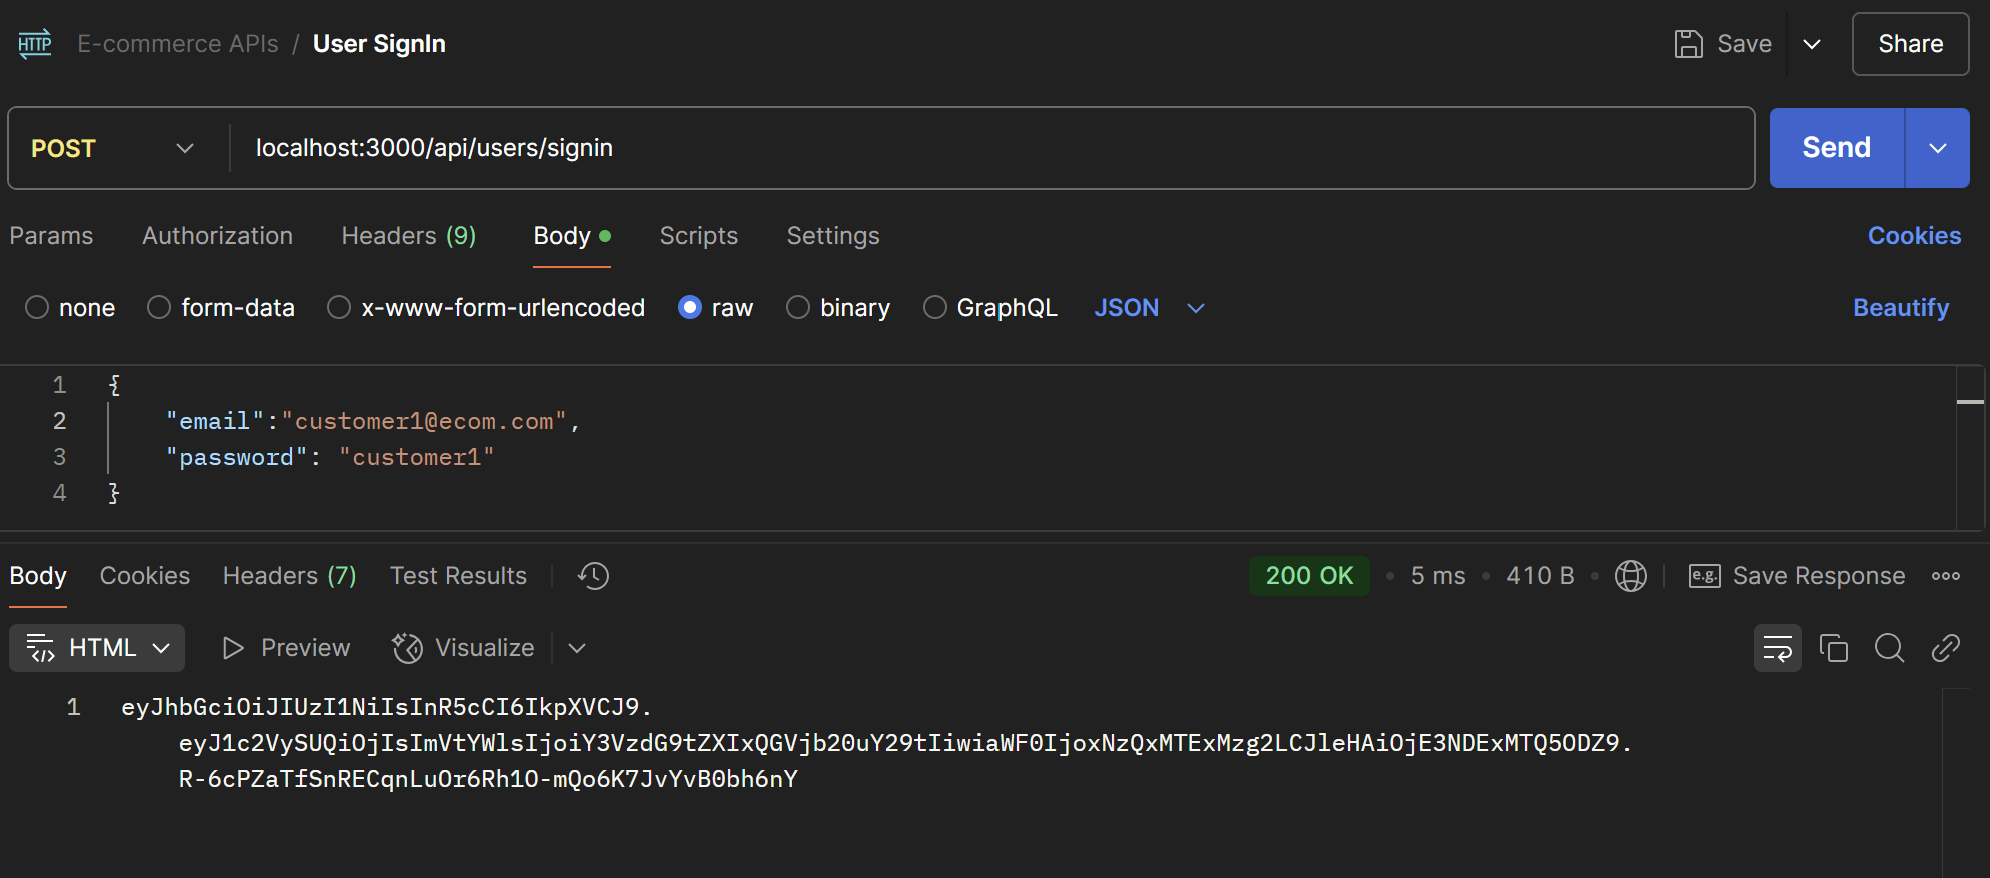 HTTP E-commerce APIs / User SignIn Save Share
POST localhost:3000/api/users/signin Send
Params Authorization Headers (9) Body Scripts Settings Cookies
none form-data x-www-form-urlencoded raw binary GraphQL JSON Beautify
1 {
2 "email":"customer1@ecom.com",
3 "password": "customer1"
4 }
Body Cookies Headers (7) Test Results 200 OK • 5 ms • 410 B • e.g. Save Response
HTML Preview Visualize
1 eyJhbGciOiJIUzI1NiIsInR5cCI6IkpXVCJ9.
eyJ1c2VySUQiOjIsImVtYWlsIjoiY3VzdG9tZXIxQGVjb20uY29tIiwiaWF0IjoxNzQxMTExMzg2LCJleHAiOjE3NDExMTQ5ODZ9.
R-6cPZaTfSnRECqnLuOr6Rh1O-mQo6K7JvYvB0bh6nY